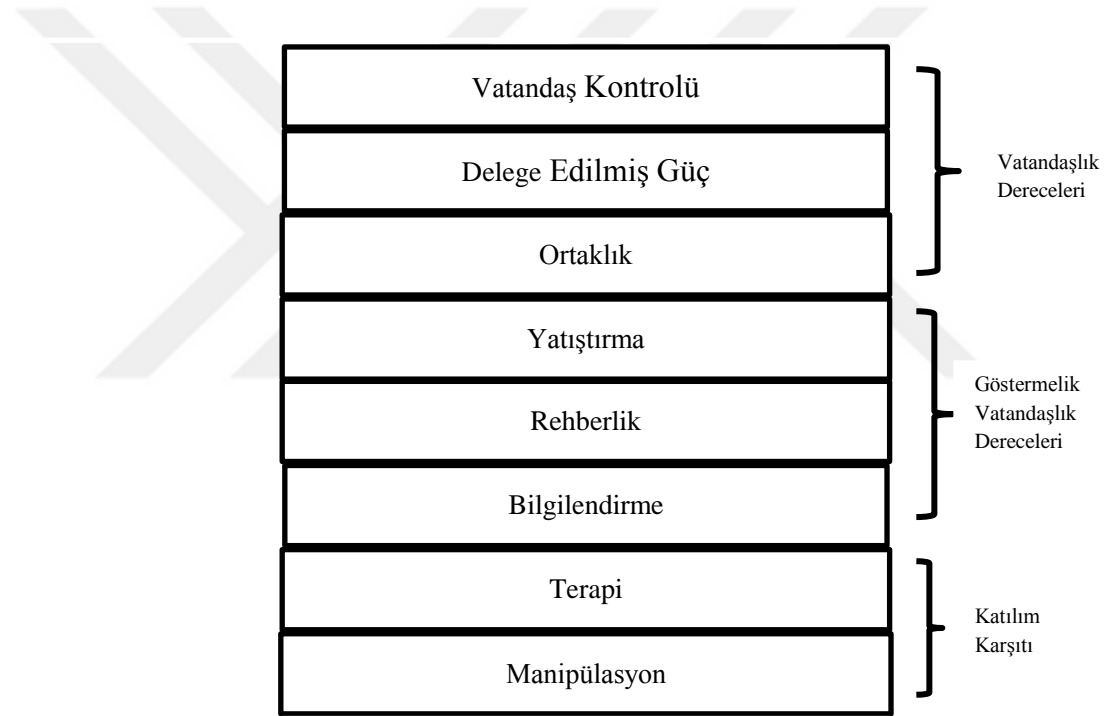 Vatandaş Kontrolü
Delege Edilmiş Güç
Ortaklık
Vatandaşlık
Dereceleri
Yatıştırma
Rehberlik
Bilgilendirme
Göstermelik
Vatandaşlık
Dereceleri
Terapi
Manipülasyon
Katılım
Karşıtı